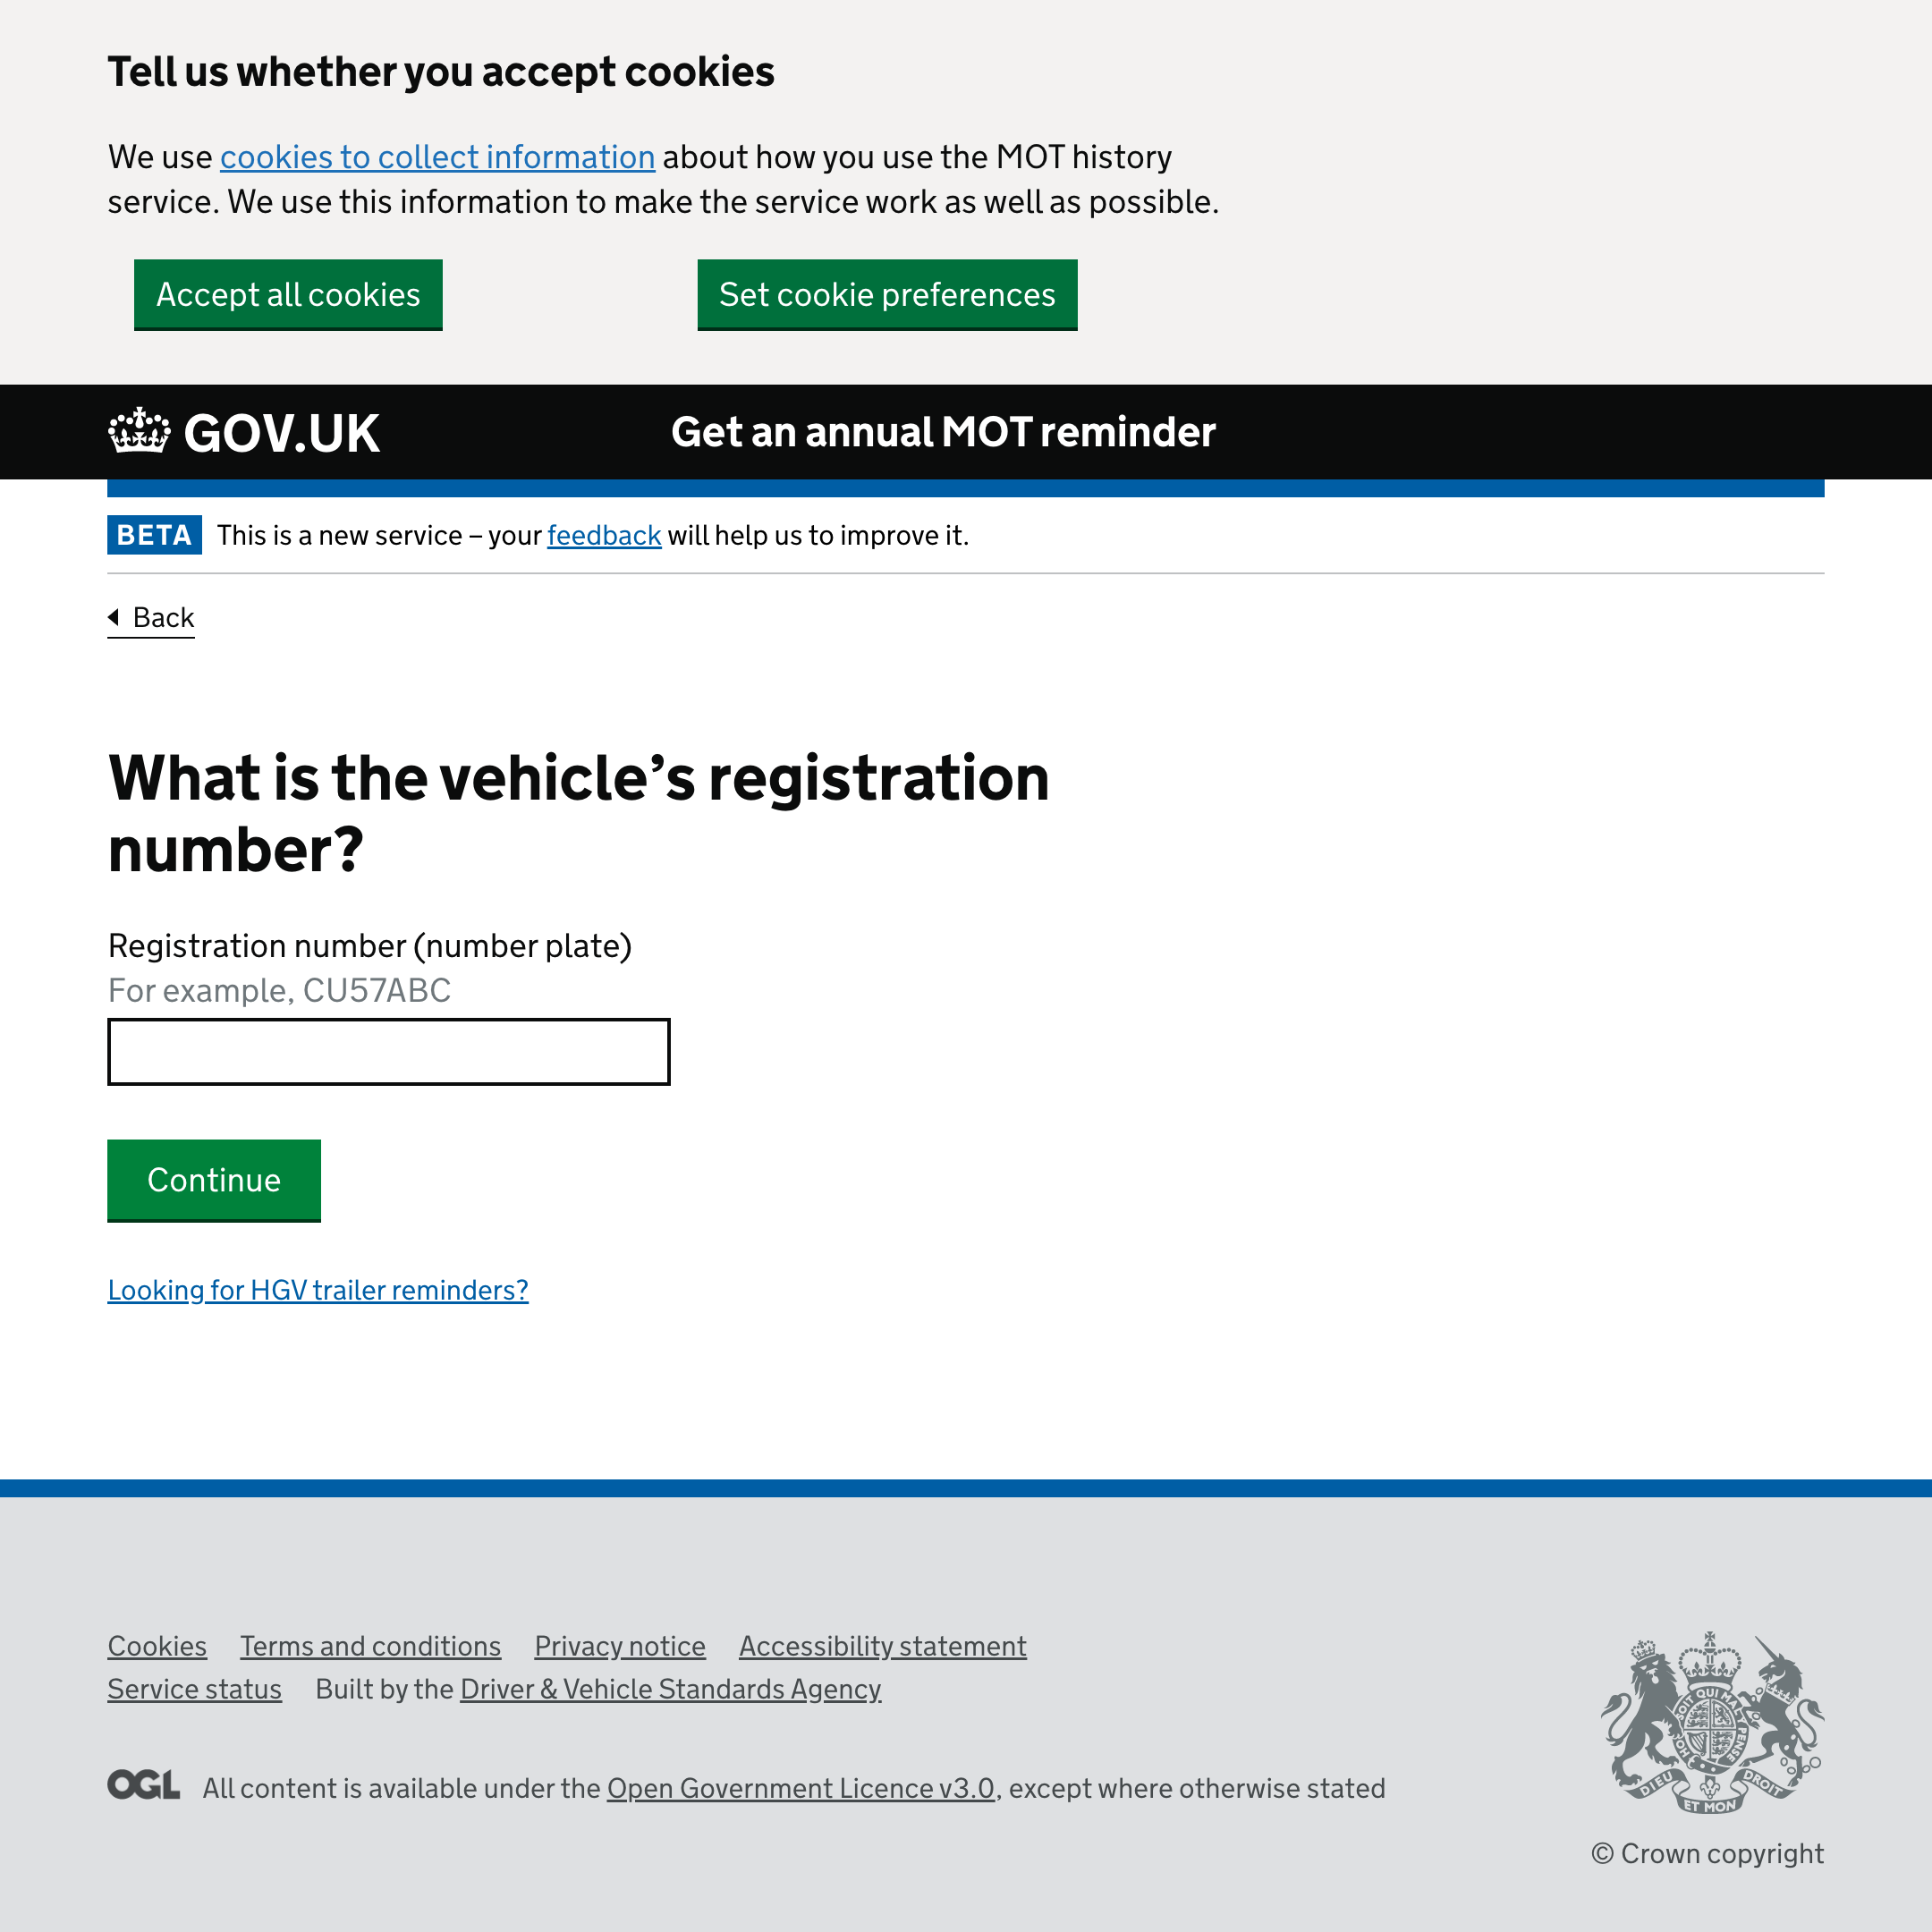 Tell us whether you accept cookies
We use cookies to collect information about how you use the MOT history
service. We use this information to make the service work as well as possible.
Accept all cookies
Set cookie preferences
GOV.UK
Get an annual MOT reminder
BETA This is a new service – your feedback will help us to improve it.
Back
What is the vehicle’s registration
number?
Registration number (number plate)
For example, CU57ABC
Continue
Looking for HGV trailer reminders?
Cookies Terms and conditions Privacy notice Accessibility statement
Service status Built by the Driver & Vehicle Standards Agency
OGL All content is available under the Open Government Licence v3.0, except where otherwise stated
DIEU ET MON DROIT
© Crown copyright